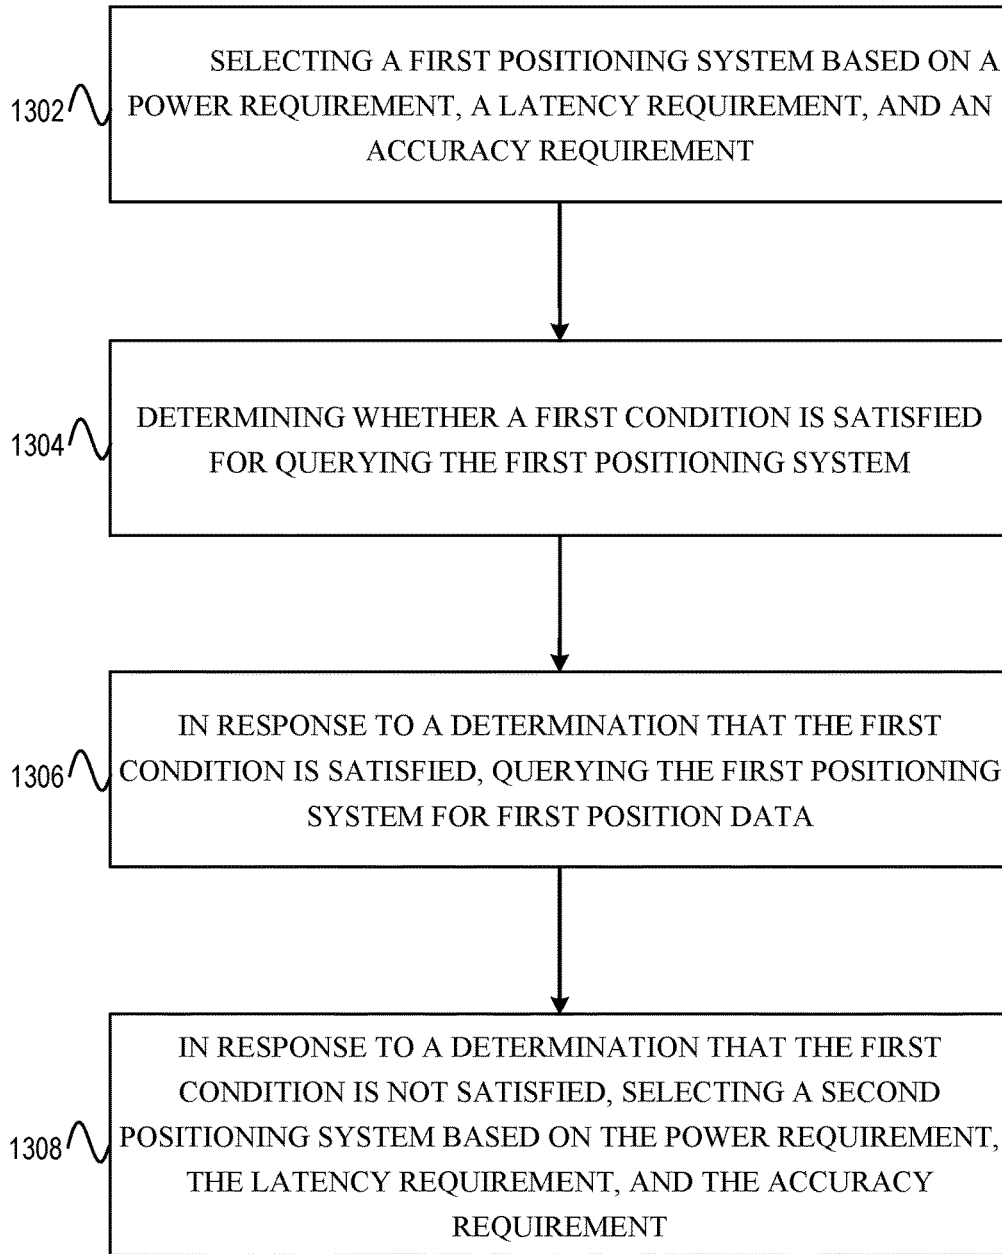 SELECTING A FIRST POSITIONING SYSTEM BASED ON A
1302
POWER REQUIREMENT, A LATENCY REQUIREMENT, AND AN
ACCURACY REQUIREMENT
DETERMINING WHETHER A FIRST CONDITION IS SATISFIED
1304
FOR QUERYING THE FIRST POSITIONING SYSTEM
IN RESPONSE TO A DETERMINATION THAT THE FIRST
1306
CONDITION IS SATISFIED, QUERYING THE FIRST POSITIONING
SYSTEM FOR FIRST POSITION DATA
IN RESPONSE TO A DETERMINATION THAT THE FIRST
CONDITION IS NOT SATISFIED, SELECTING A SECOND
1308
POSITIONING SYSTEM BASED ON THE POWER REQUIREMENT,
THE LATENCY REQUIREMENT, AND THE ACCURACY
REQUIREMENT